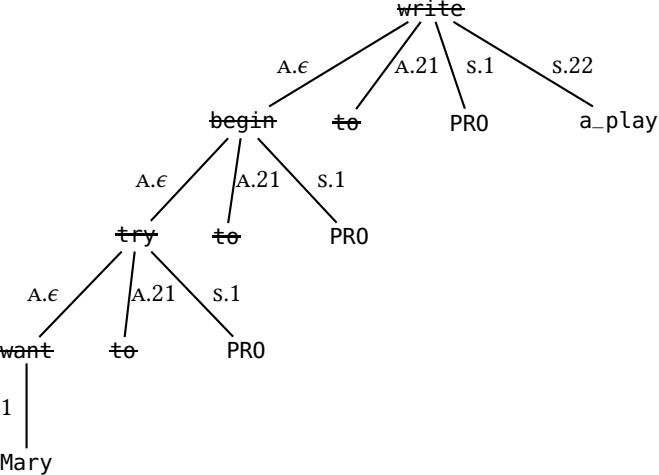 write
A.ϵ A.21 S.1 S.22
begin to PRO a_play
A.ϵ A.21 S.1
try to PRO
A.ϵ A.21 S.1
want to PRO
1
Mary